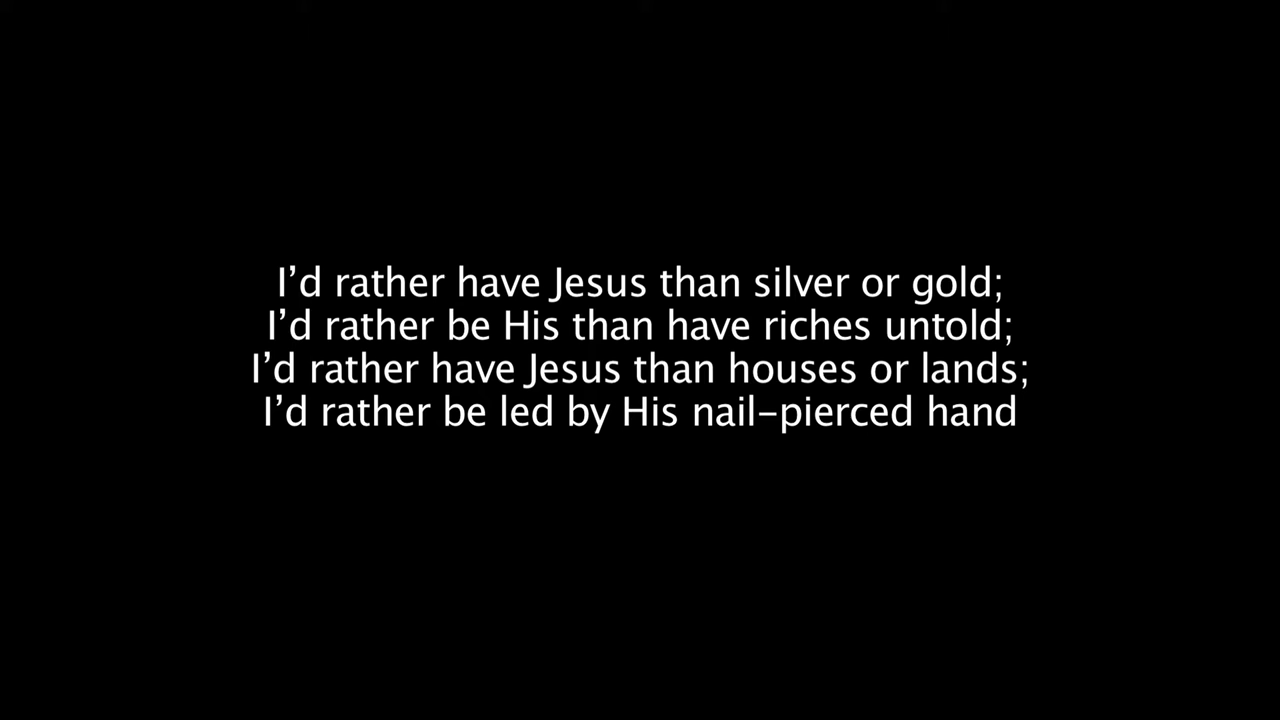 I’d rather have Jesus than silver or gold;
I’d rather be His than have riches untold;
I’d rather have Jesus than houses or lands;
I’d rather be led by His nail–pierced hand